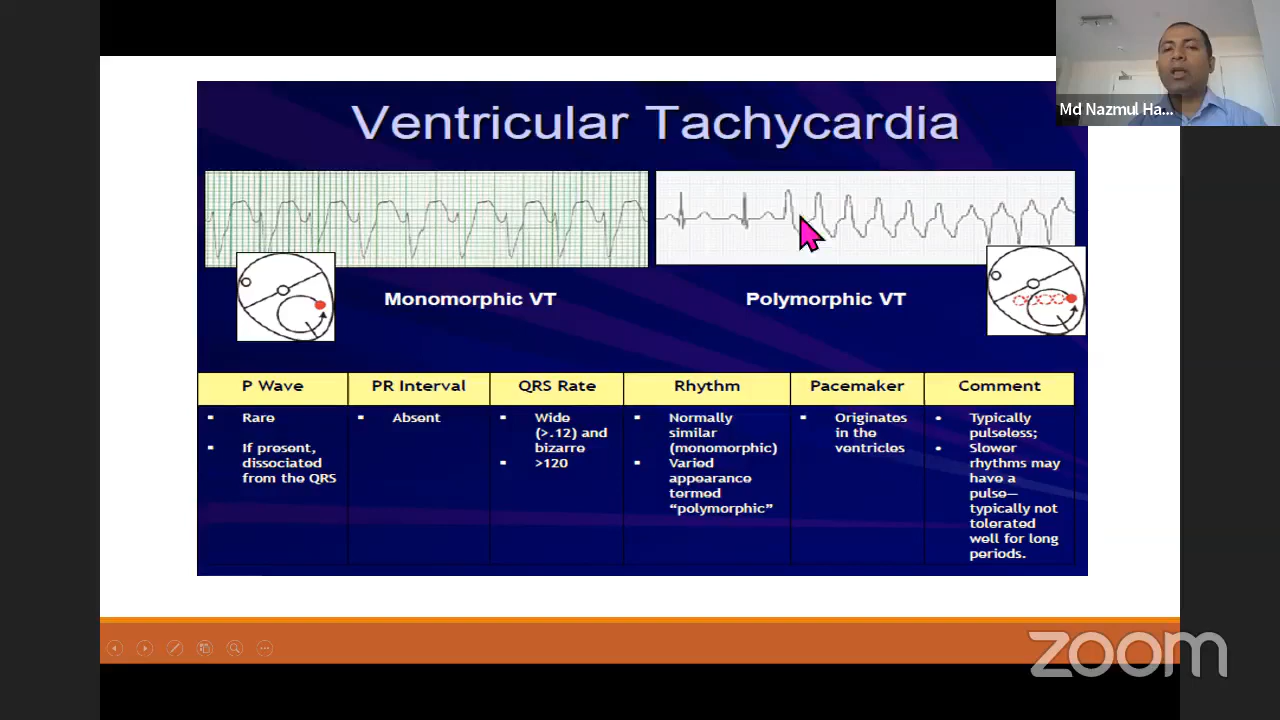 Md Nazmul Ha...
Ventricular Tachycardia
Monomorphic VT
Polymorphic VT
P Wave
PR Interval
QRS Rate
Rhythm
Pacemaker
Comment
Rare
If present,
dissociated
from the QRS
Absent
Wide
(>.12) and
bizarre
>120
Normally
similar
(monomorphic)
Varied
appearance
termed
“polymorphic”
Originates
in the
ventricles
Typically
pulseless;
Slower
rhythms may
have a
pulse—
typically not
tolerated
well for long
periods.
zoom